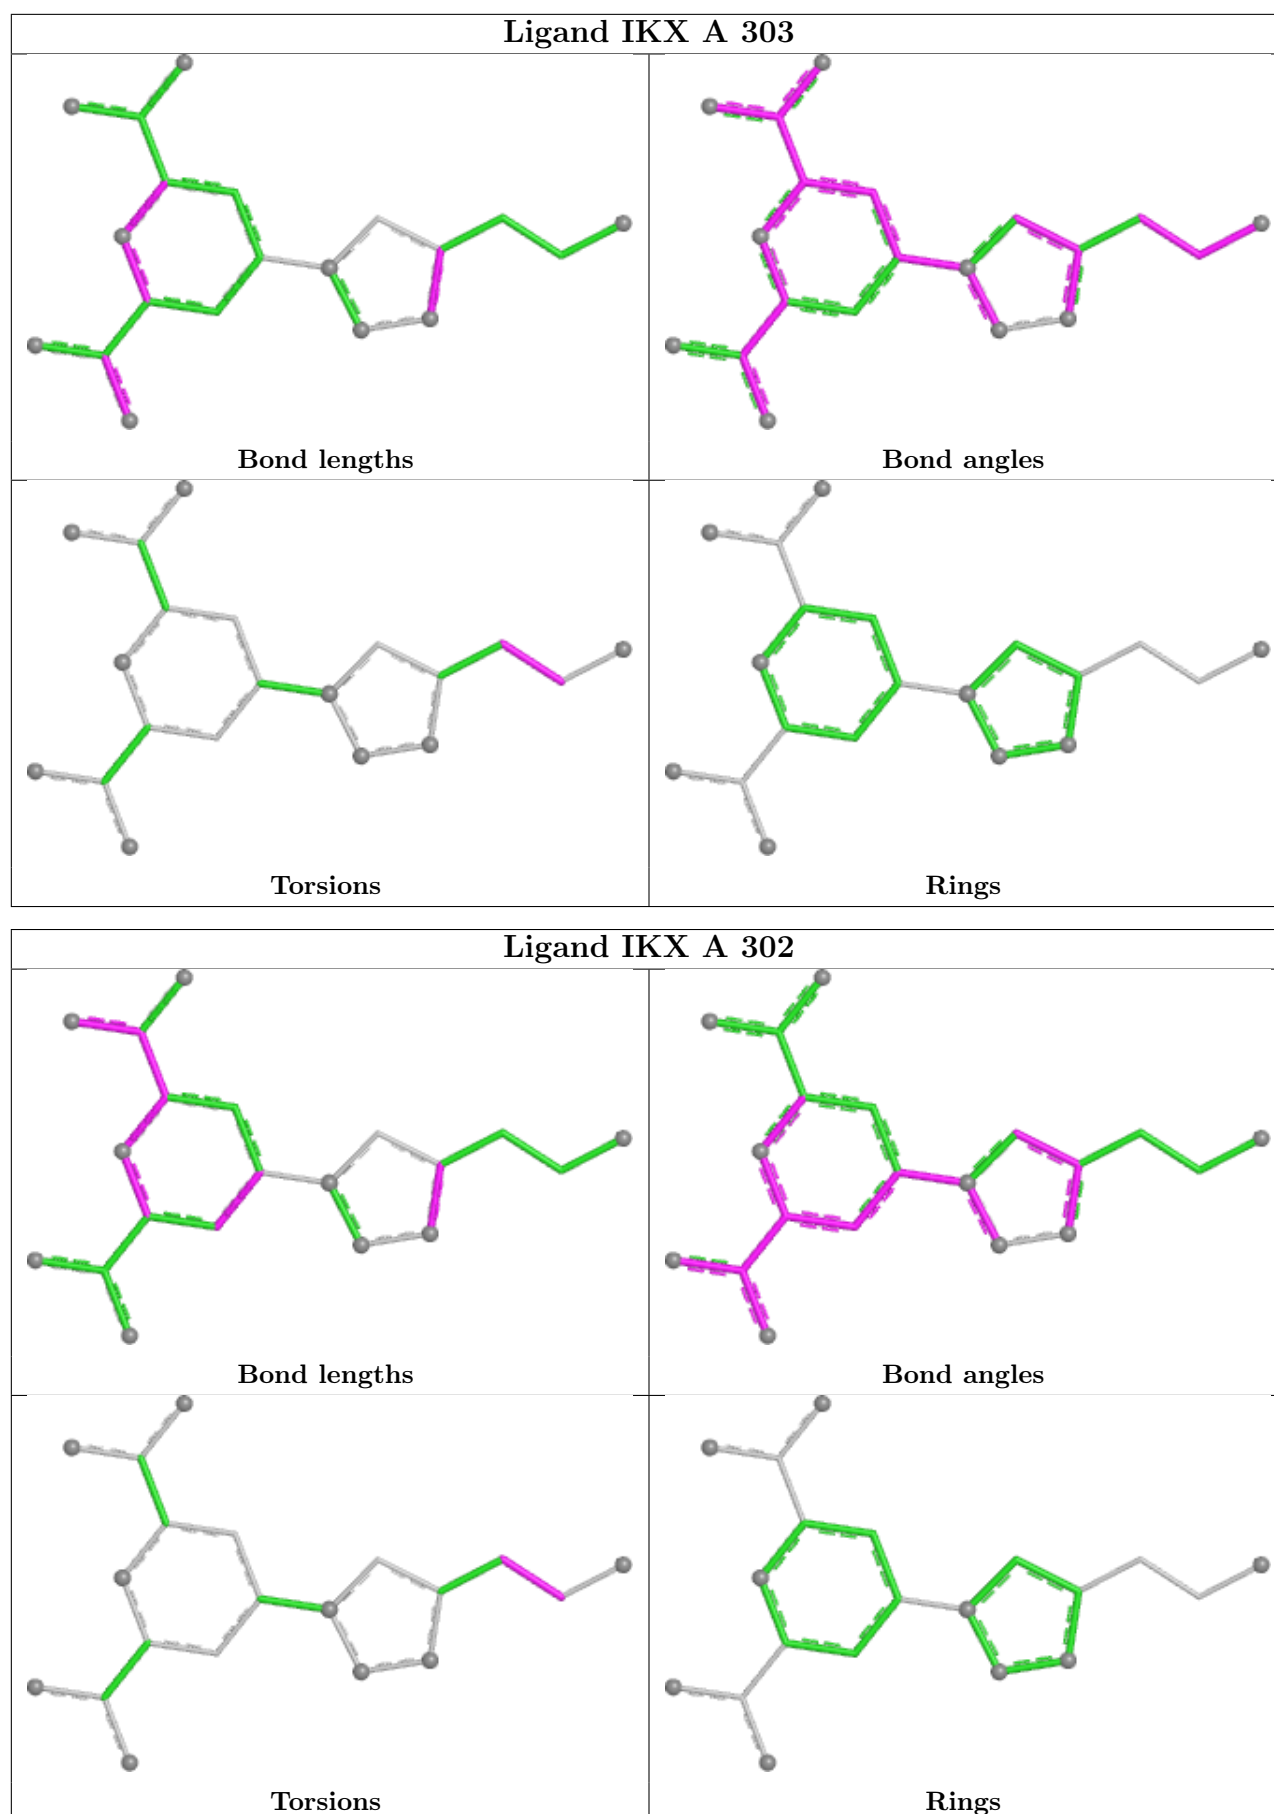 Ligand IKX A 303
Bond lengths
Bond angles
Torsions
Rings
Ligand IKX A 302
Bond lengths
Bond angles
Torsions
Rings